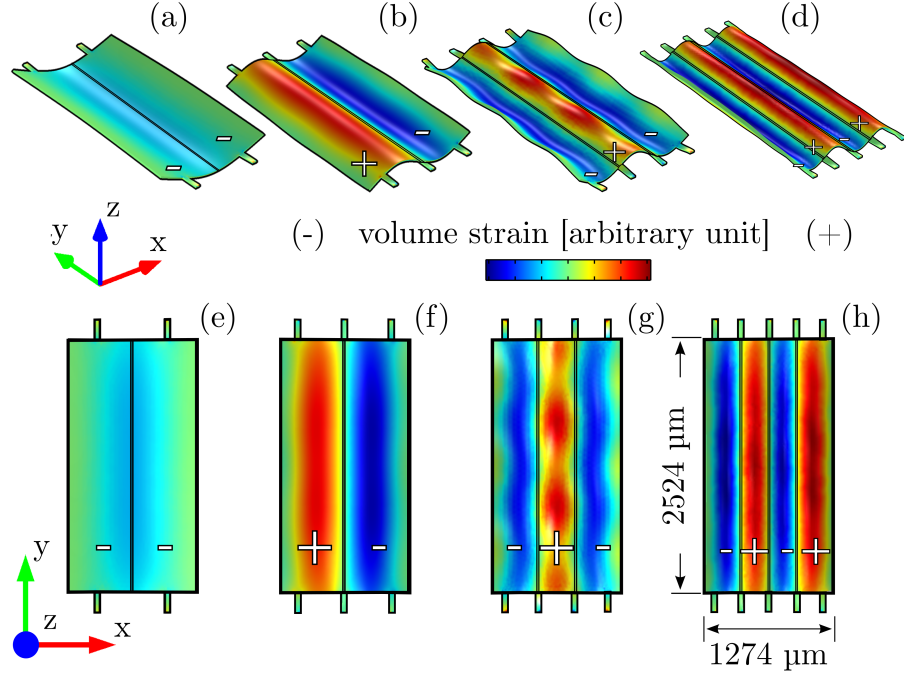 (a) (b) (c) (d)
- - + - - + - - + - +
z
y x
(-) volume strain [arbitrary unit] (+)
(e) (f) (g) (h)
2524 µm
- - + - - + - - + - +
y
z x
1274 µm